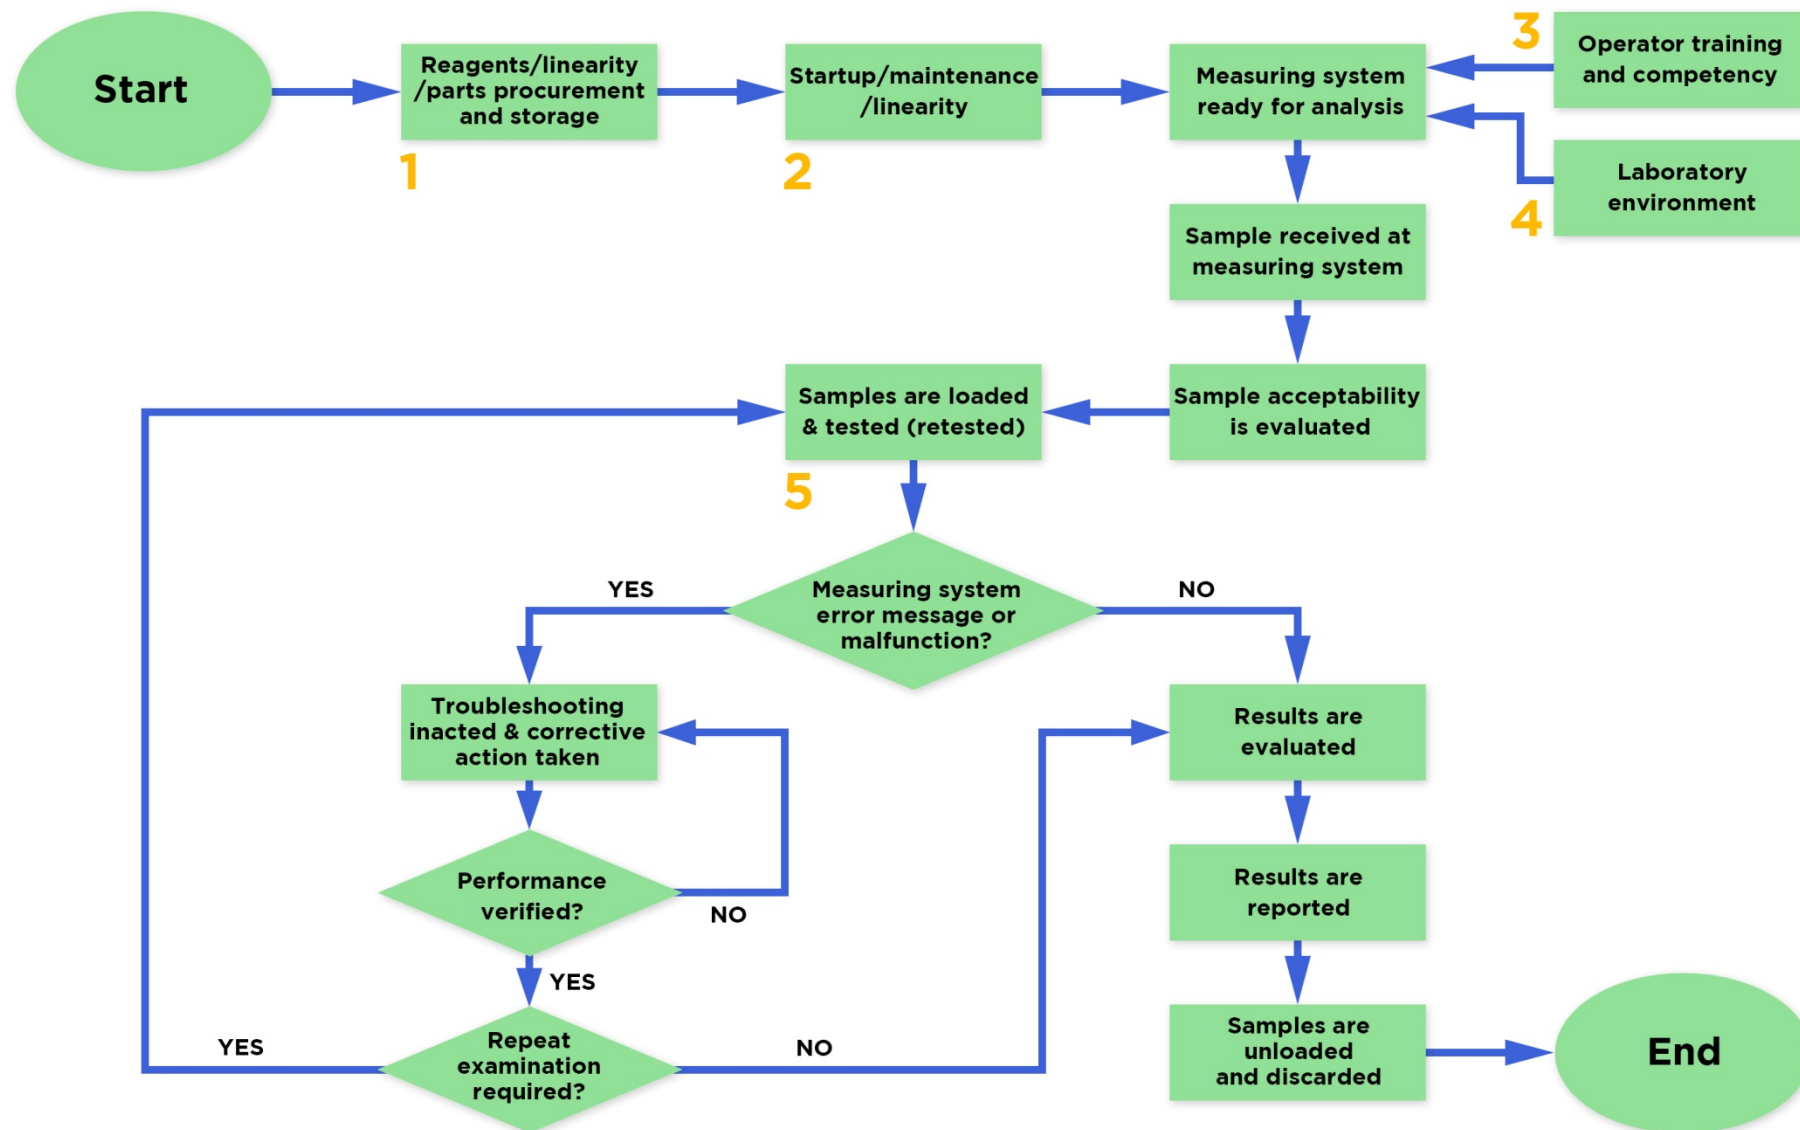 Start
Reagents/linearity
/parts procurement
and storage
1
Startup/maintenance
/linearity
2
Measuring system
ready for analysis
3
Operator training
and competency
Laboratory
environment
4
Sample received at
measuring system
Sample acceptability
is evaluated
Samples are loaded
& tested (retested)
5
Measuring system
error message or
malfunction?
YES
NO
Troubleshooting
inacted & corrective
action taken
Performance
verified?
NO
YES
Repeat
examination
required?
YES
NO
Results are
evaluated
Results are
reported
Samples are
unloaded
and discarded
End